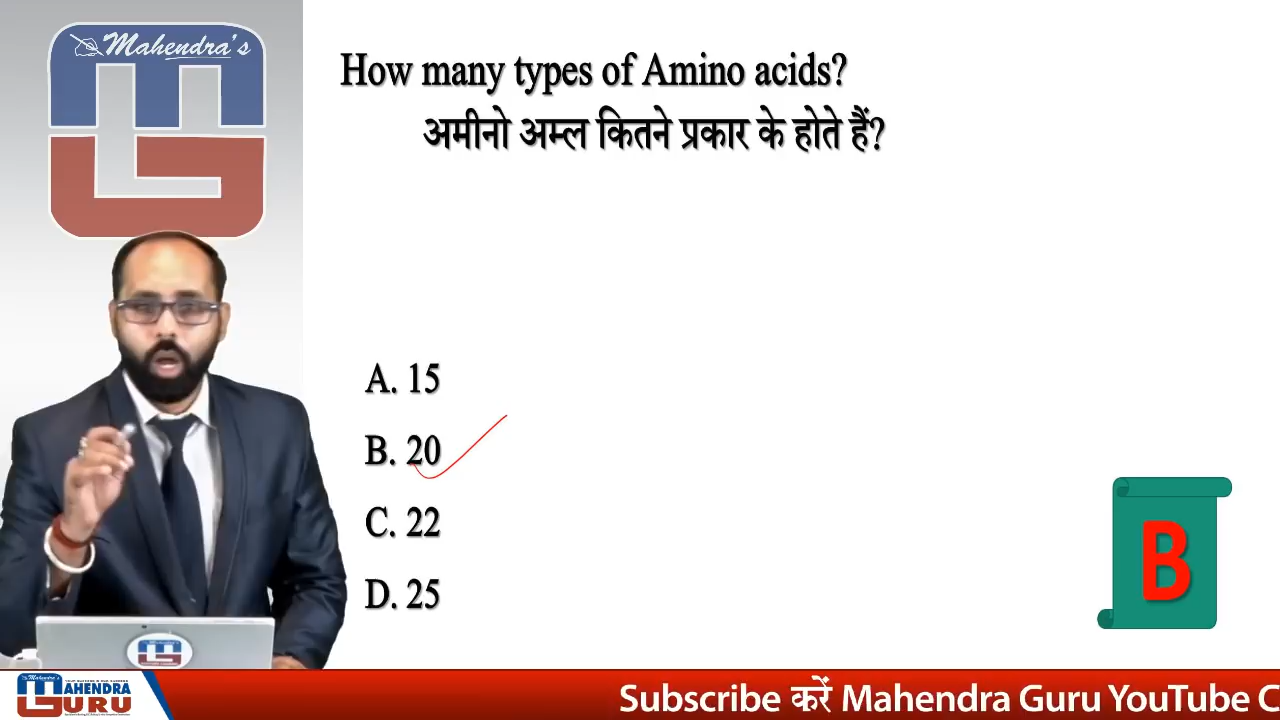 Mahendra's
How many types of Amino acids?
अमीनो अम्ल कितने प्रकार के होते हैं?
A. 15
B. 20
C. 22
D. 25
B
Mahendra's
MAHENDRA
GURU
Subscribe करें Mahendra Guru YouTube C